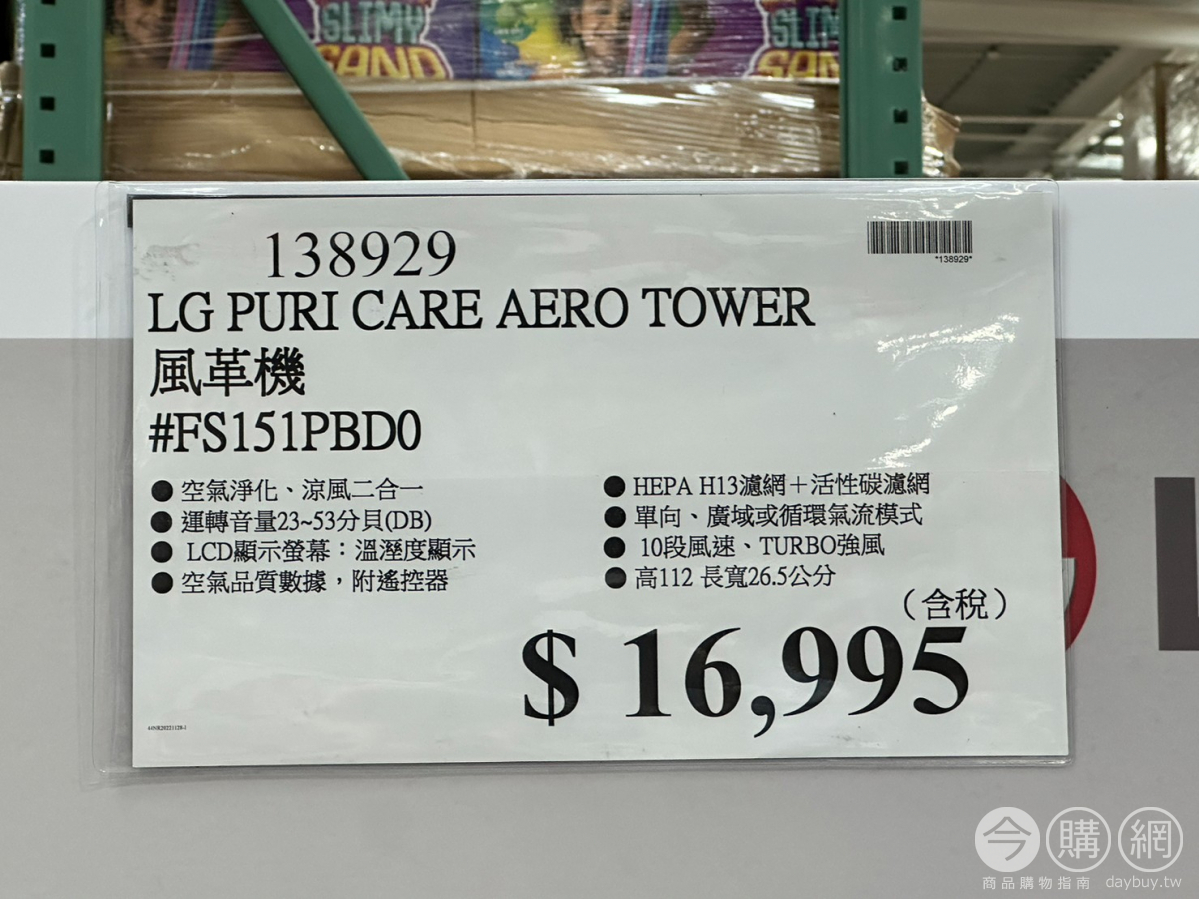 SLIMY
SAND
SLIM
SAN
138929
*138929*
LG PURI CARE AERO TOWER
風革機
#FS151PBD0
● 空氣淨化、涼風二合一
● 運轉音量23~53分貝(DB)
● LCD顯示螢幕：溫溼度顯示
● 空氣品質數據，附遙控器
● HEPA H13濾網＋活性碳濾網
● 單向、廣域或循環氣流模式
● 10段風速、TURBO強風
● 高112 長寬26.5公分
（含稅）
$ 16,995
今購網
商品購物指南 daybuy.tw